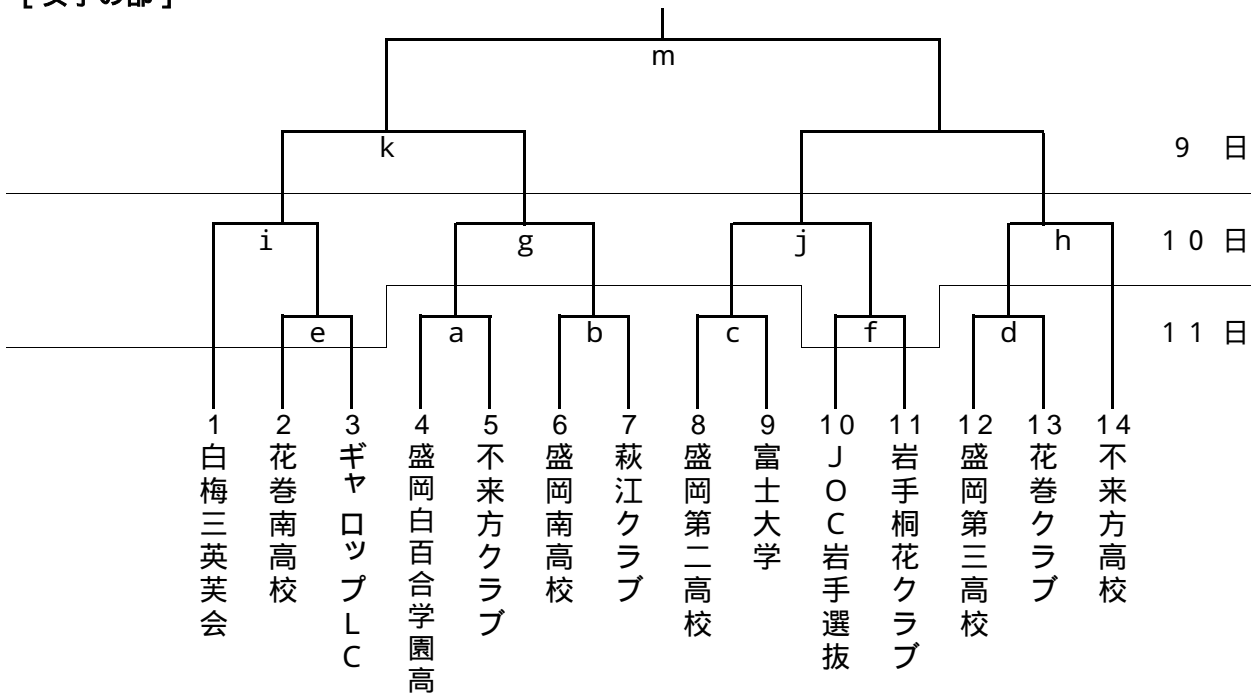 [ 女子の部 ]
m
k
9 日
i
g
j
h
10 日
e
a
b
c
f
d
11 日
1
2
3
4
5
6
7
8
9
10
11
12
13
14
白梅三英芙会
花巻南高校
ギャロップLC
盛岡白百合学園高
不来方クラブ
盛岡南高校
萩江クラブ
盛岡第二高校
富士大学
JOC岩手選抜
岩手桐花クラブ
盛岡第三高校
花巻クラブ
不来方高校